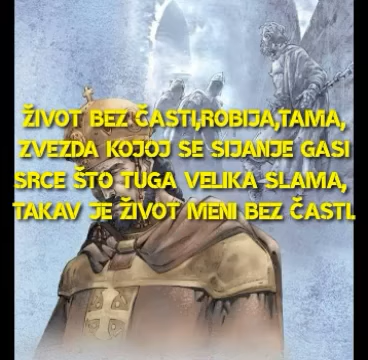 ŽIVOT BEZ ČASTI,ROBIJA,TAMA,
ZVEZDA KOJOJ SE SIJANJE GASI
SRCE ŠTO TUGA VELIKA SLAMA,
TAKAV JE ŽIVOT MENI BEZ ČASTI.